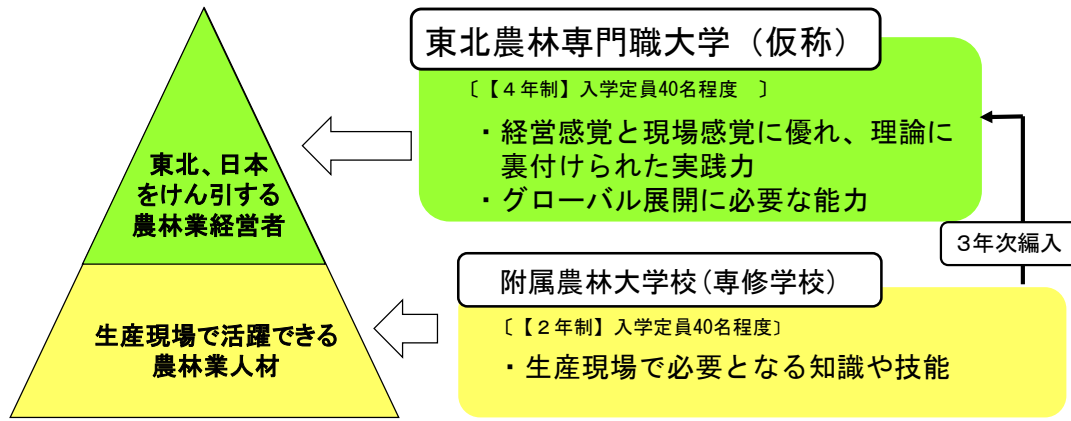 東北農林専門職大学（仮称）
〔【４年制】入学定員40名程度　〕
・経営感覚と現場感覚に優れ、理論に
裏付けられた実践力
・グローバル展開に必要な能力
東北、日本
をけん引する
農林業経営者
３年次編入
附属農林大学校（専修学校）
〔【２年制】入学定員40名程度〕
・生産現場で必要となる知識や技能
生産現場で活躍できる
農林業人材